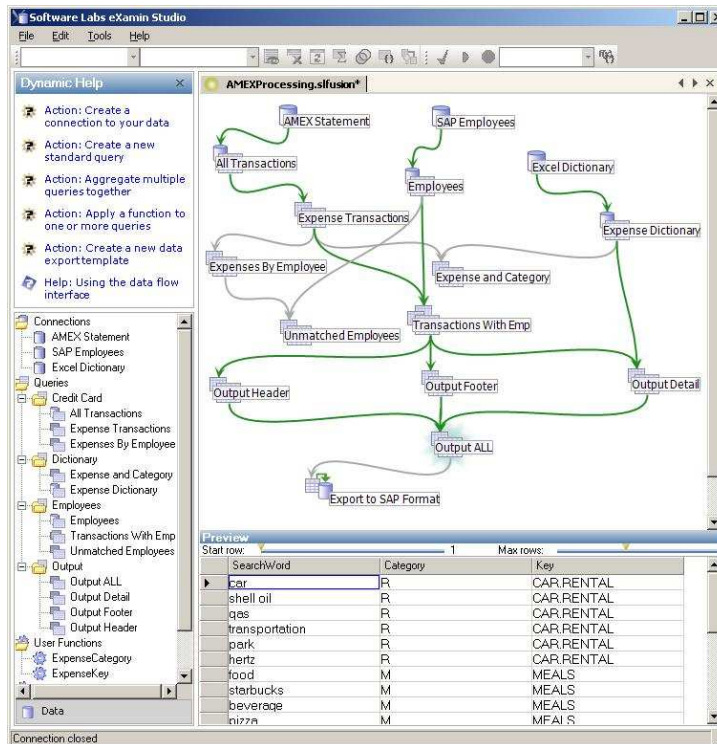 Software Labs eXamin Studio
File Edit Tools Help
Dynamic Help
Action: Create a
connection to your data
Action: Create a new
standard query
Action: Aggregate multiple
queries together
Action: Apply a function to
one or more queries
Action: Create a new data
export template
Help: Using the data flow
interface
Connections
AMEX Statement
SAP Employees
Excel Dictionary
Queries
Credit Card
All Transactions
Expense Transactions
Expenses By Employee
Dictionary
Expense and Category
Expense Dictionary
Employees
Employees
Transactions With Emp
Unmatched Employees
Output
Output ALL
Output Detail
Output Footer
Output Header
User Functions
ExpenseCategory
ExpenseKey
Data
Connection closed
AMEXProcessing.slfusion*
AMEX Statement
SAP Employees
All Transactions
Excel Dictionary
Employees
Expense Transactions
Expense Dictionary
Expenses By Employee
Expense and Category
Unmatched Employees
Transactions With Emp
Output Header
Output Footer
Output Detail
Output ALL
Export to SAP Format
Preview
Start row: 1 Max rows:
SearchWord Category Key
car R CAR.RENTAL
shell oil R CAR.RENTAL
gas R CAR.RENTAL
transportation R CAR.RENTAL
park R CAR.RENTAL
hertz R CAR.RENTAL
food M MEALS
starbucks M MEALS
beverage M MEALS
pizza M MEALS